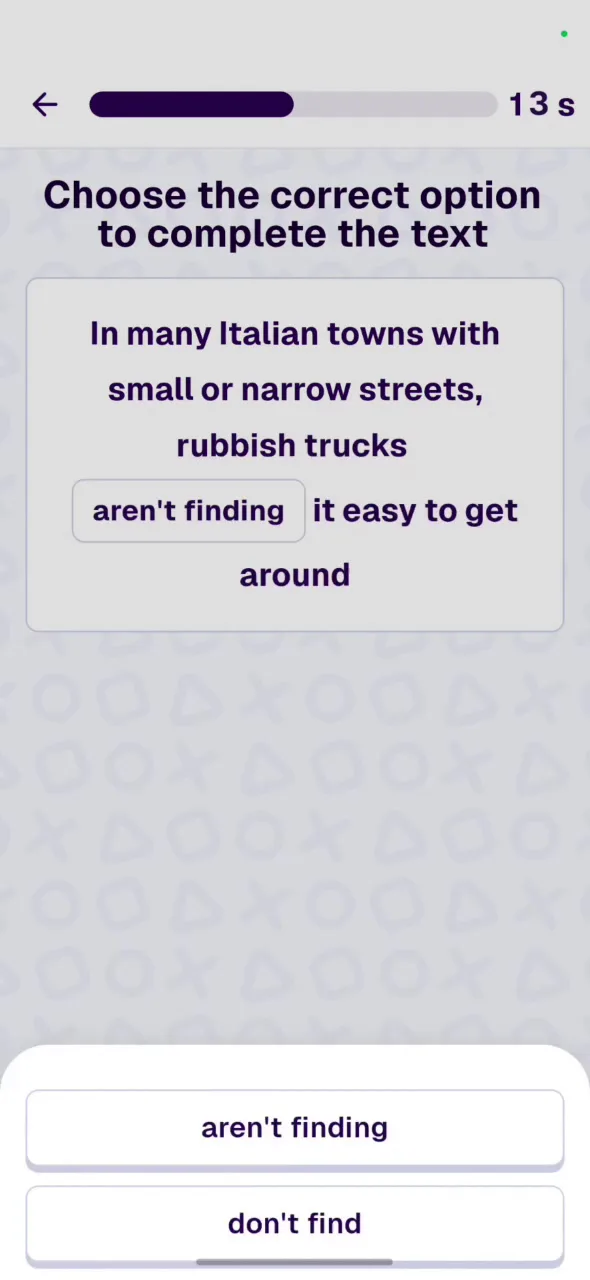 13 s
Choose the correct option
to complete the text
In many Italian towns with
small or narrow streets,
rubbish trucks
aren't finding it easy to get
around
aren't finding
don't find